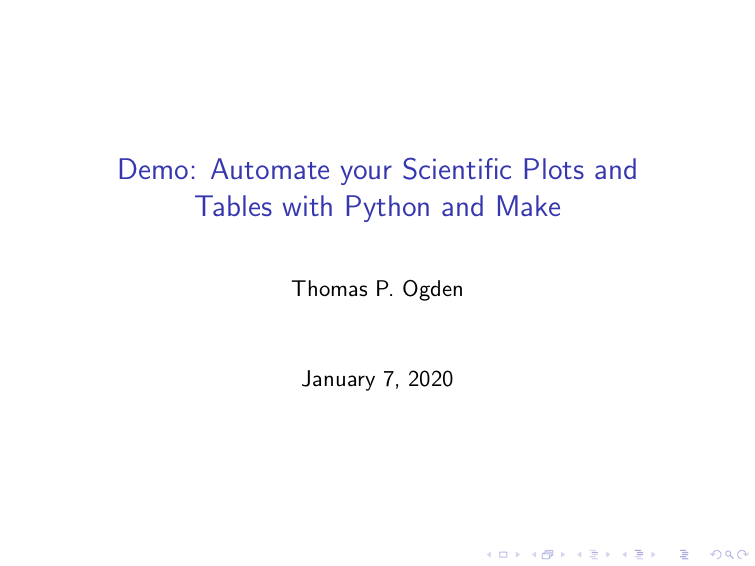 Demo: Automate your Scientific Plots and
Tables with Python and Make
Thomas P. Ogden
January 7, 2020